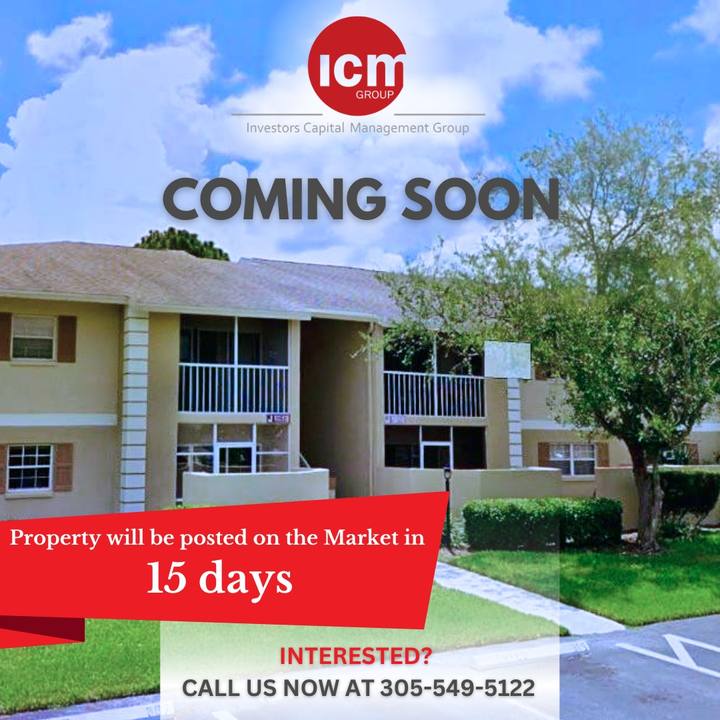 ıcm
GROUP
Investors Capital Management Group
COMING SOON
Property will be posted on the Market in
15 days
INTERESTED?
CALL US NOW AT 305-549-5122